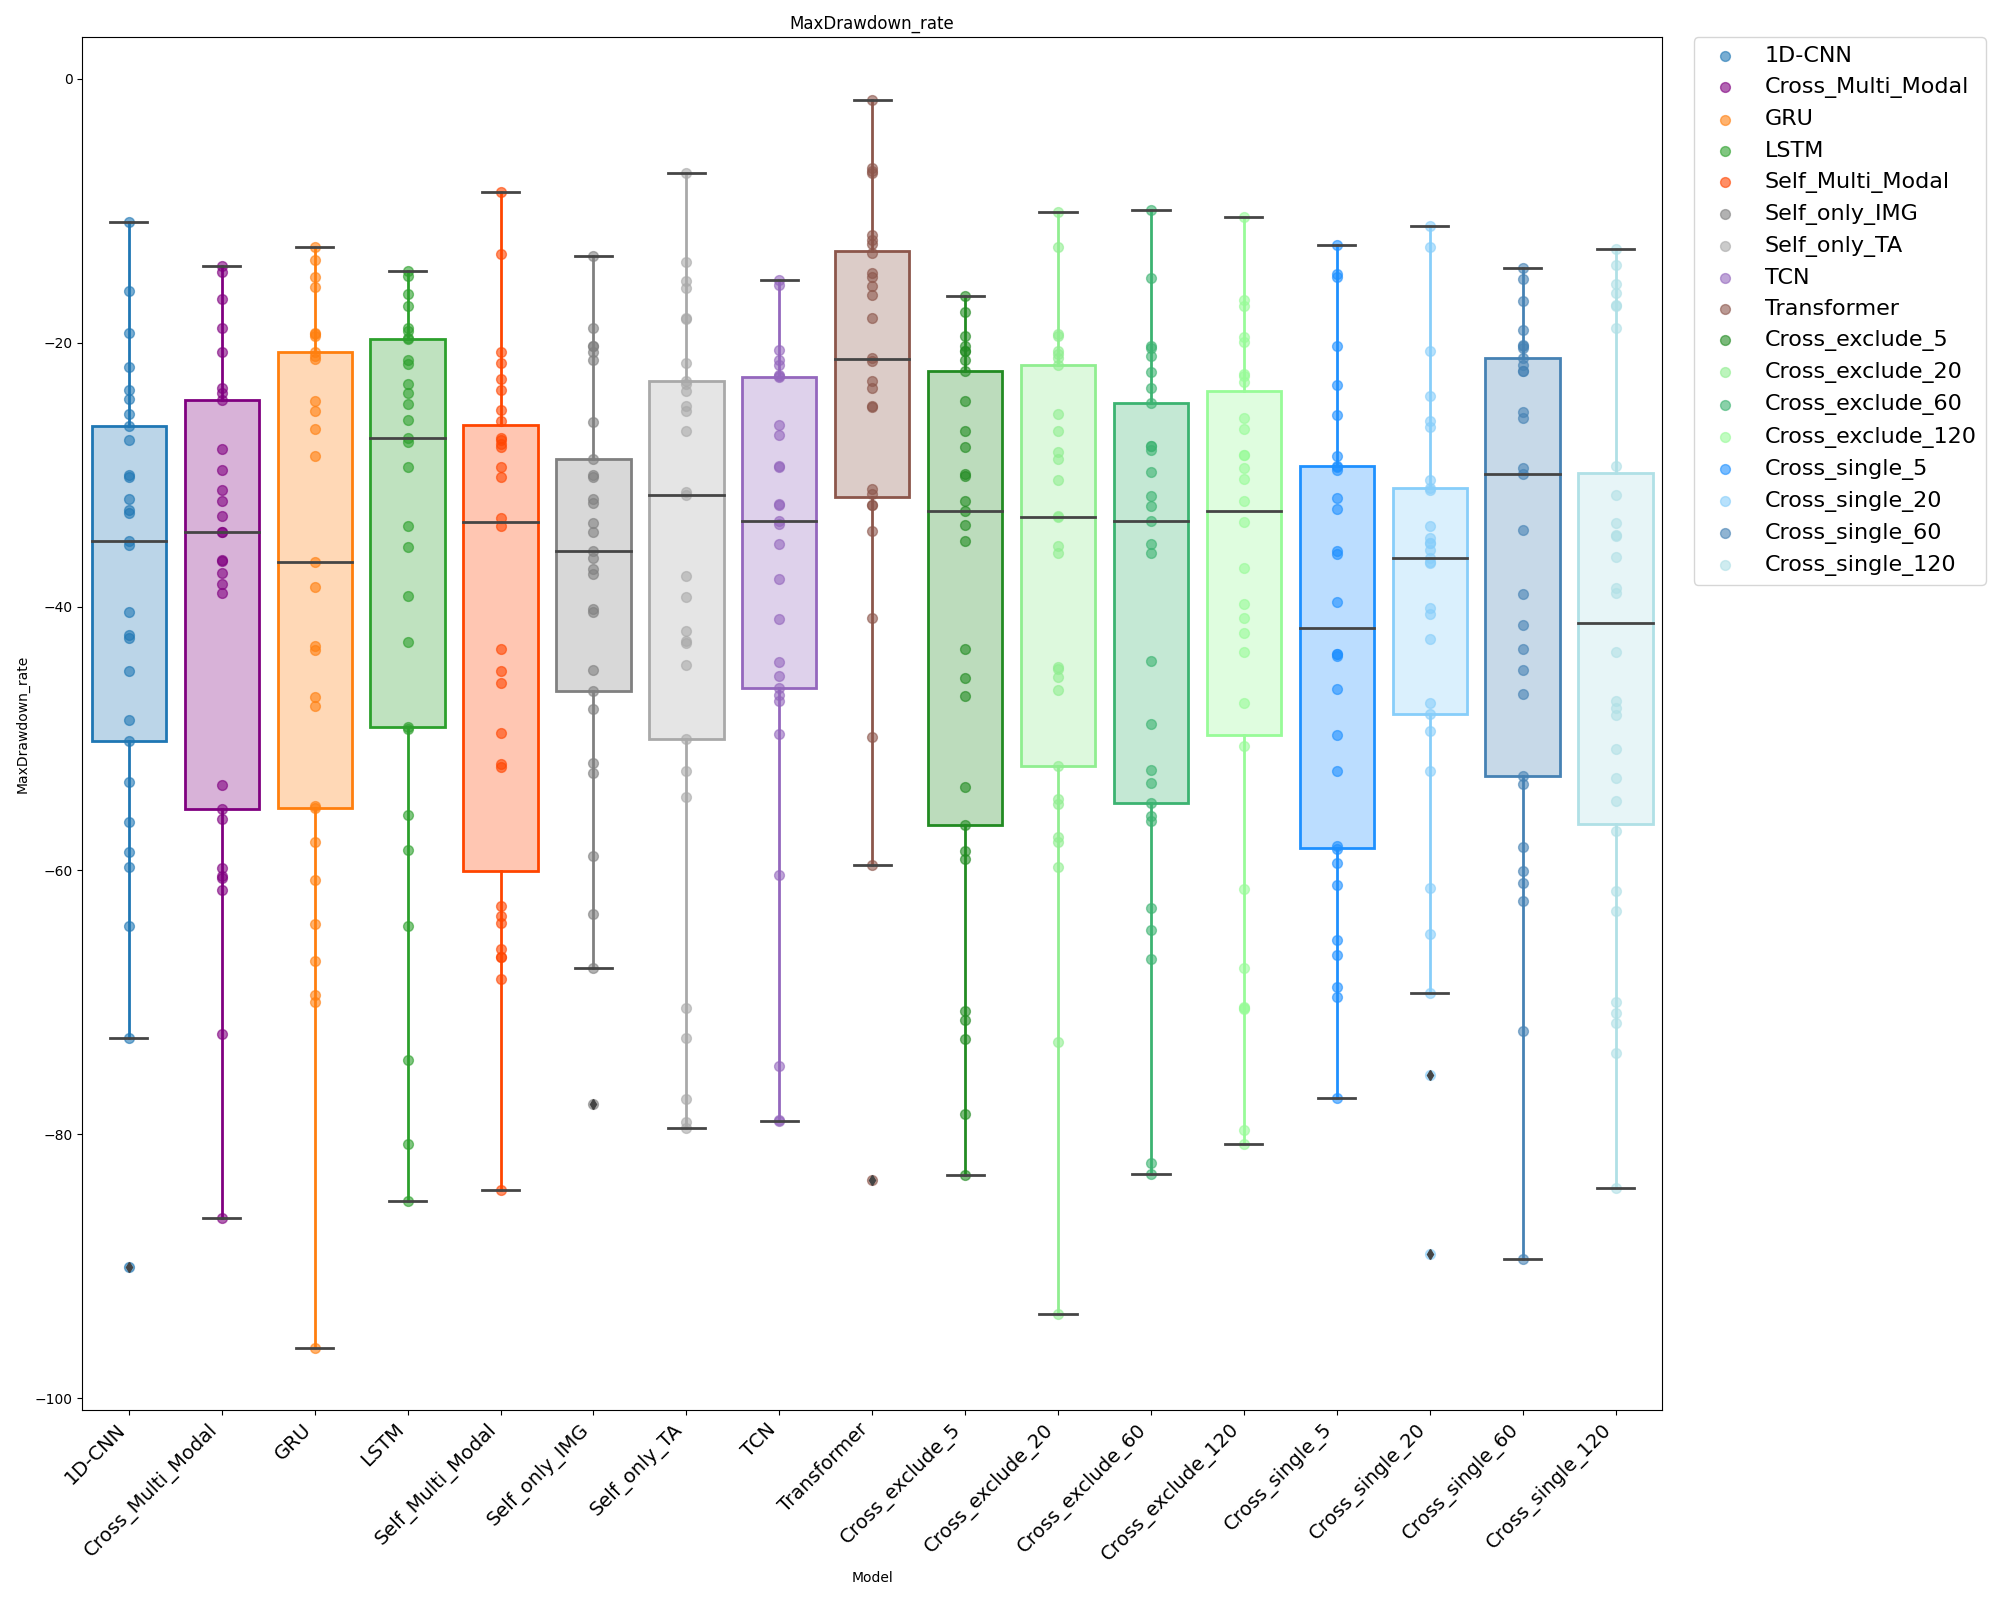 MaxDrawdown_rate
0
−20
−40
−60
−80
−100
MaxDrawdown_rate
1D-CNN
Cross_Multi_Modal
GRU
LSTM
Self_Multi_Modal
Self_only_IMG
Self_only_TA
TCN
Transformer
Cross_exclude_5
Cross_exclude_20
Cross_exclude_60
Cross_exclude_120
Cross_single_5
Cross_single_20
Cross_single_60
Cross_single_120
Model
1D-CNN
Cross_Multi_Modal
GRU
LSTM
Self_Multi_Modal
Self_only_IMG
Self_only_TA
TCN
Transformer
Cross_exclude_5
Cross_exclude_20
Cross_exclude_60
Cross_exclude_120
Cross_single_5
Cross_single_20
Cross_single_60
Cross_single_120